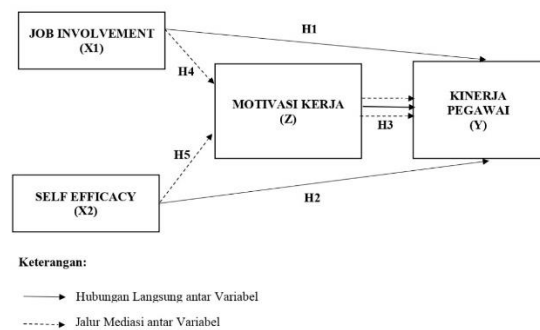 JOB INVOLVEMENT
(X1)
H1
H4
MOTIVASI KERJA
(Z)
H3
KINERJA
PEGAWAI
(Y)
H5
SELF EFFICACY
(X2)
H2
Keterangan:
Hubungan Langsung antar Variabel
Jalur Mediasi antar Variabel